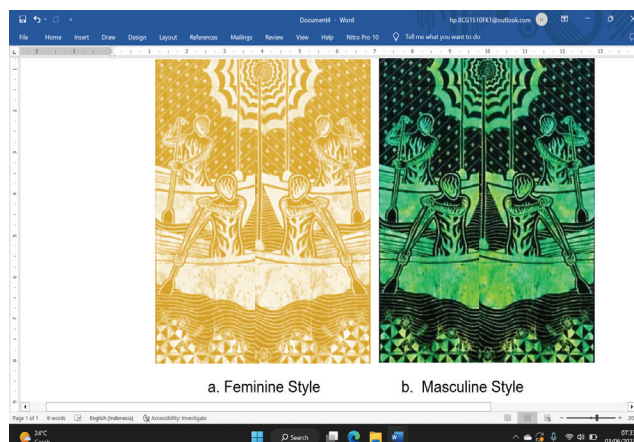 Document4 - Word
hp.8CG1510FK1@outlook.com
File Home Insert Draw Design Layout References Mailings Review View Help Nitro Pro 10 Tell me what you want to do
a. Feminine Style
b. Masculine Style
Page 1 of 1 6 words English (Indonesia) Accessibility: Investigate
24°C
Search